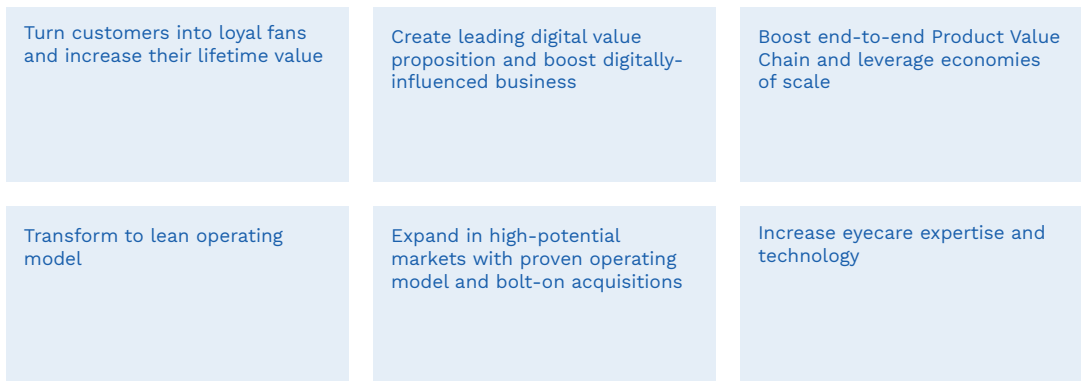 Turn customers into loyal fans
and increase their lifetime value
Create leading digital value
proposition and boost digitally-
influenced business
Boost end-to-end Product Value
Chain and leverage economies
of scale
Transform to lean operating
model
Expand in high-potential
markets with proven operating
model and bolt-on acquisitions
Increase eyecare expertise and
technology